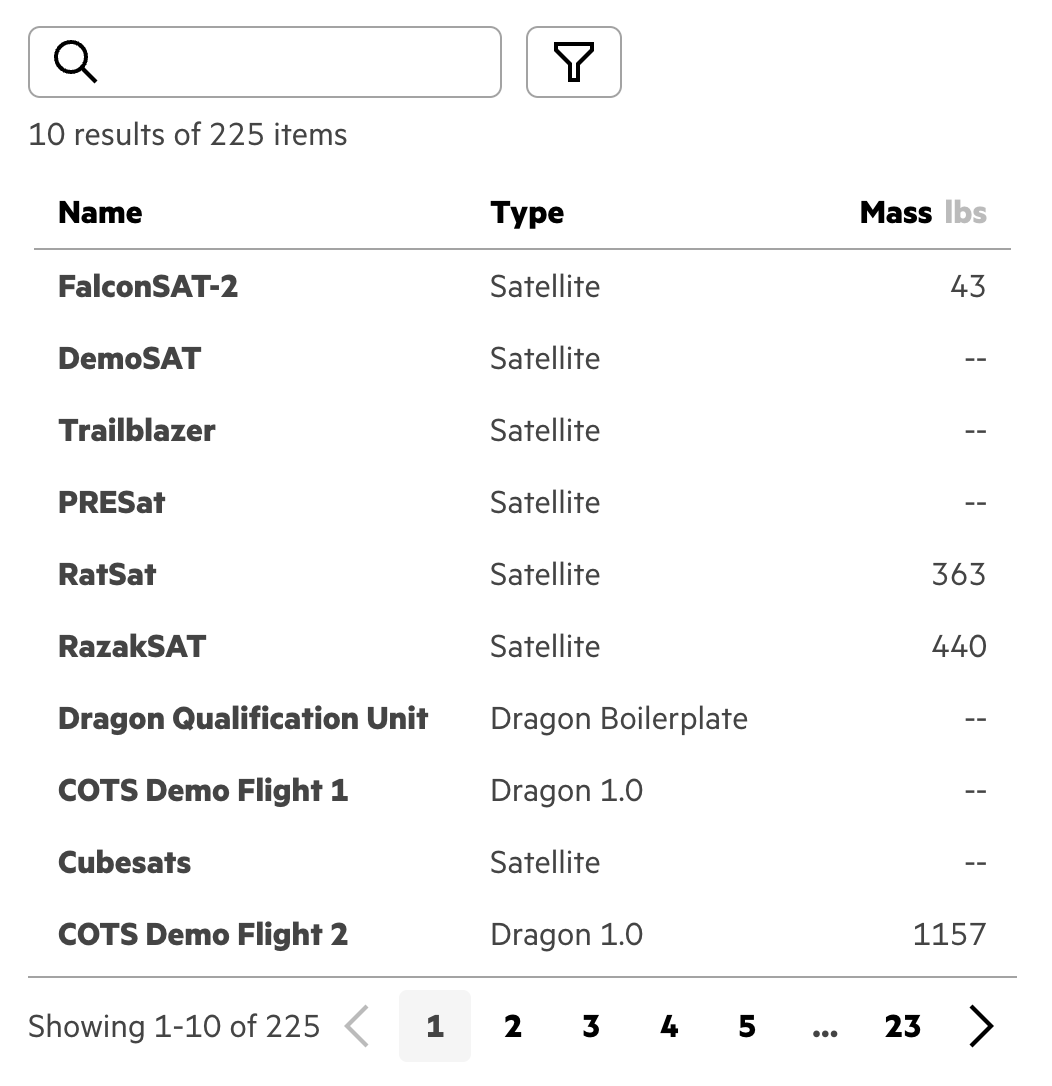 10 results of 225 items
Name Type Mass lbs
FalconSAT-2 Satellite 43
DemoSAT Satellite --
Trailblazer Satellite --
PRESat Satellite --
RatSat Satellite 363
RazakSAT Satellite 440
Dragon Qualification Unit Dragon Boilerplate --
COTS Demo Flight 1 Dragon 1.0 --
Cubesats Satellite --
COTS Demo Flight 2 Dragon 1.0 1157
Showing 1-10 of 225 1 2 3 4 5 ... 23